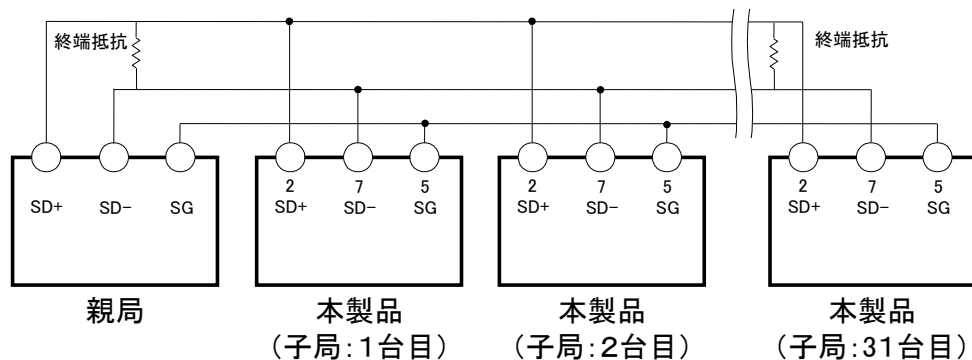 終端抵抗 終端抵抗
2 7 5 2 7 5 2 7 5
SD+ SD− SG SD+ SD− SG SD+ SD− SG SD+ SD− SG
親局 本製品 本製品 本製品
(子局:1台目) (子局:2台目) (子局:31台目)